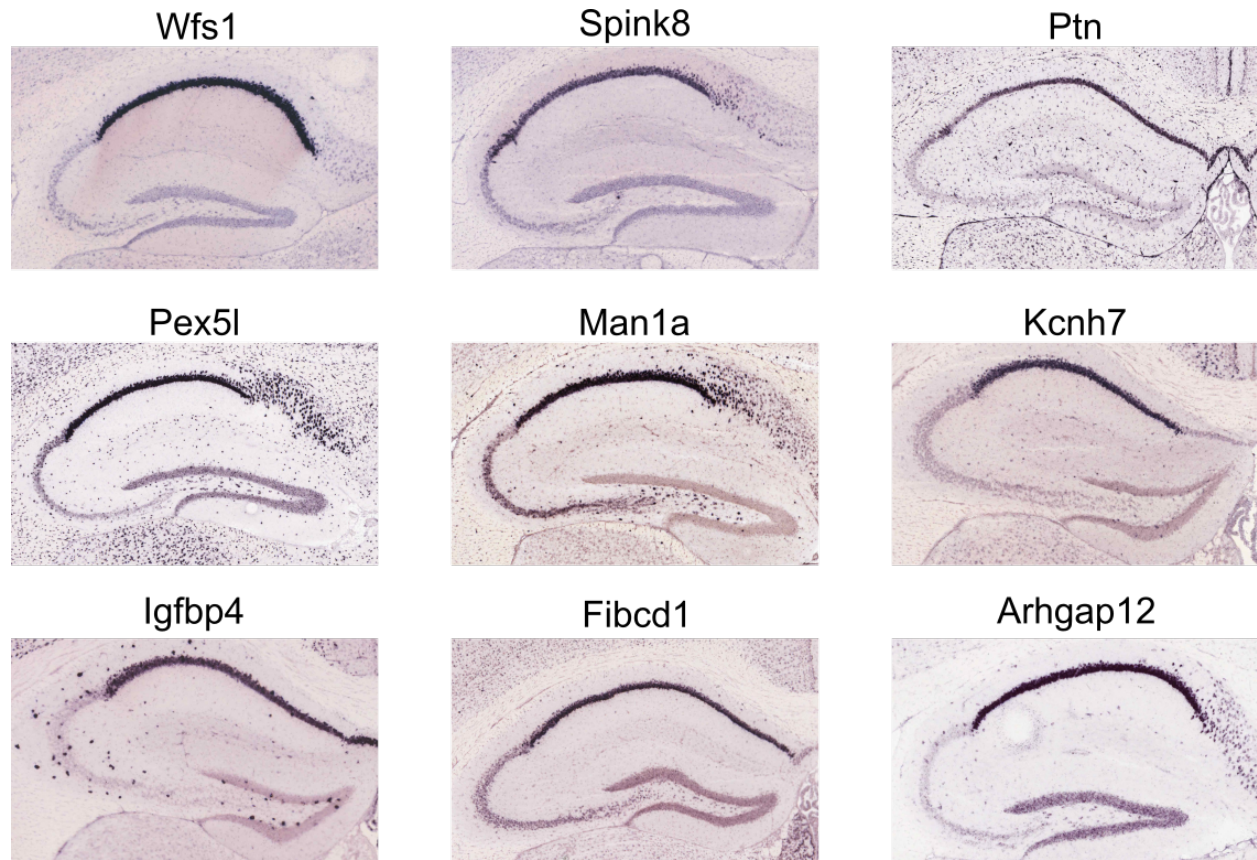 Wfs1
Spink8
Ptn
Pex5l
Man1a
Kcnh7
Igfbp4
Fibcd1
Arhgap12